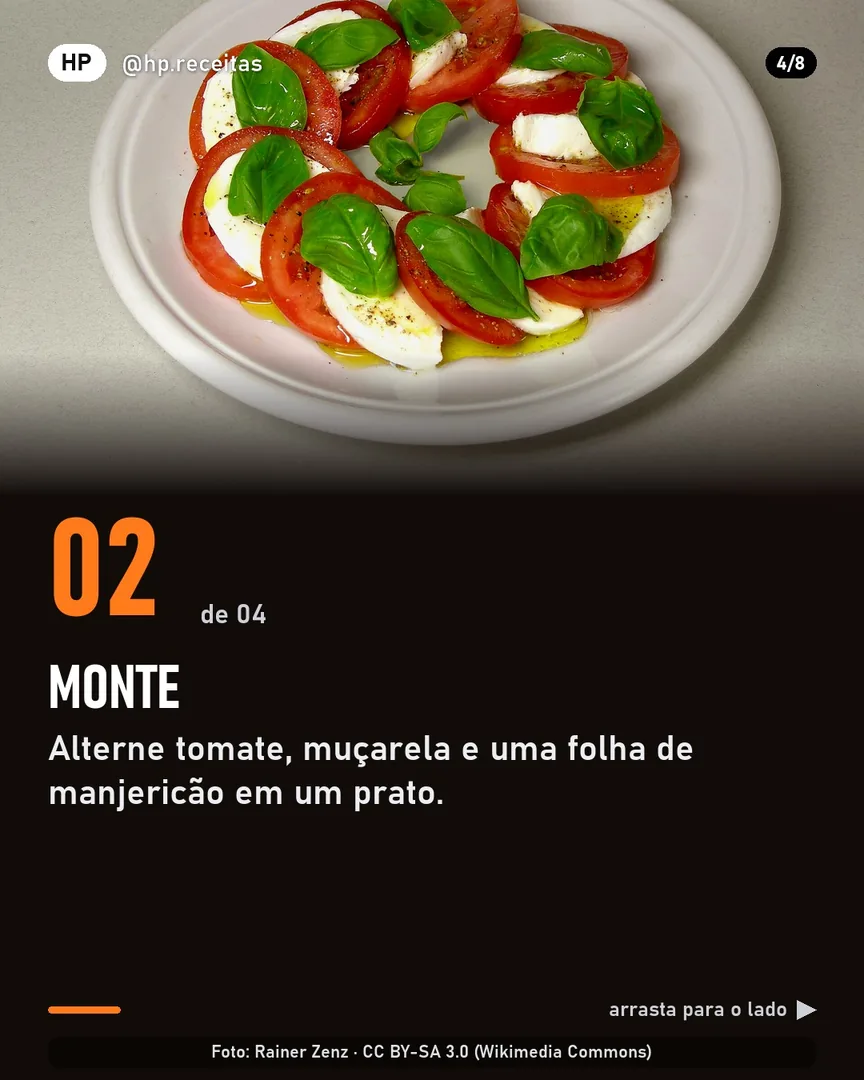 HP @hp.receitas 4/8
02 de 04
MONTE
Alterne tomate, muçarela e uma folha de
manjericão em um prato.
arrasta para o lado ▶
Foto: Rainer Zenz · CC BY-SA 3.0 (Wikimedia Commons)